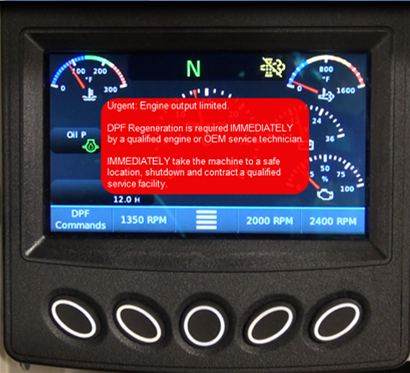 100 200
0 300
°F
N
800
°F
0 1600
Urgent: Engine output limited.
DPF Regeneration is required IMMEDIATELY
by a qualified engine or OEM service technician.
IMMEDIATELY take the machine to a safe
location, shutdown and contract a qualified
service facility.
Oil P
24
36
50
75
%
100
12.0 H
DPF
Commands
1350 RPM
2000 RPM
2400 RPM